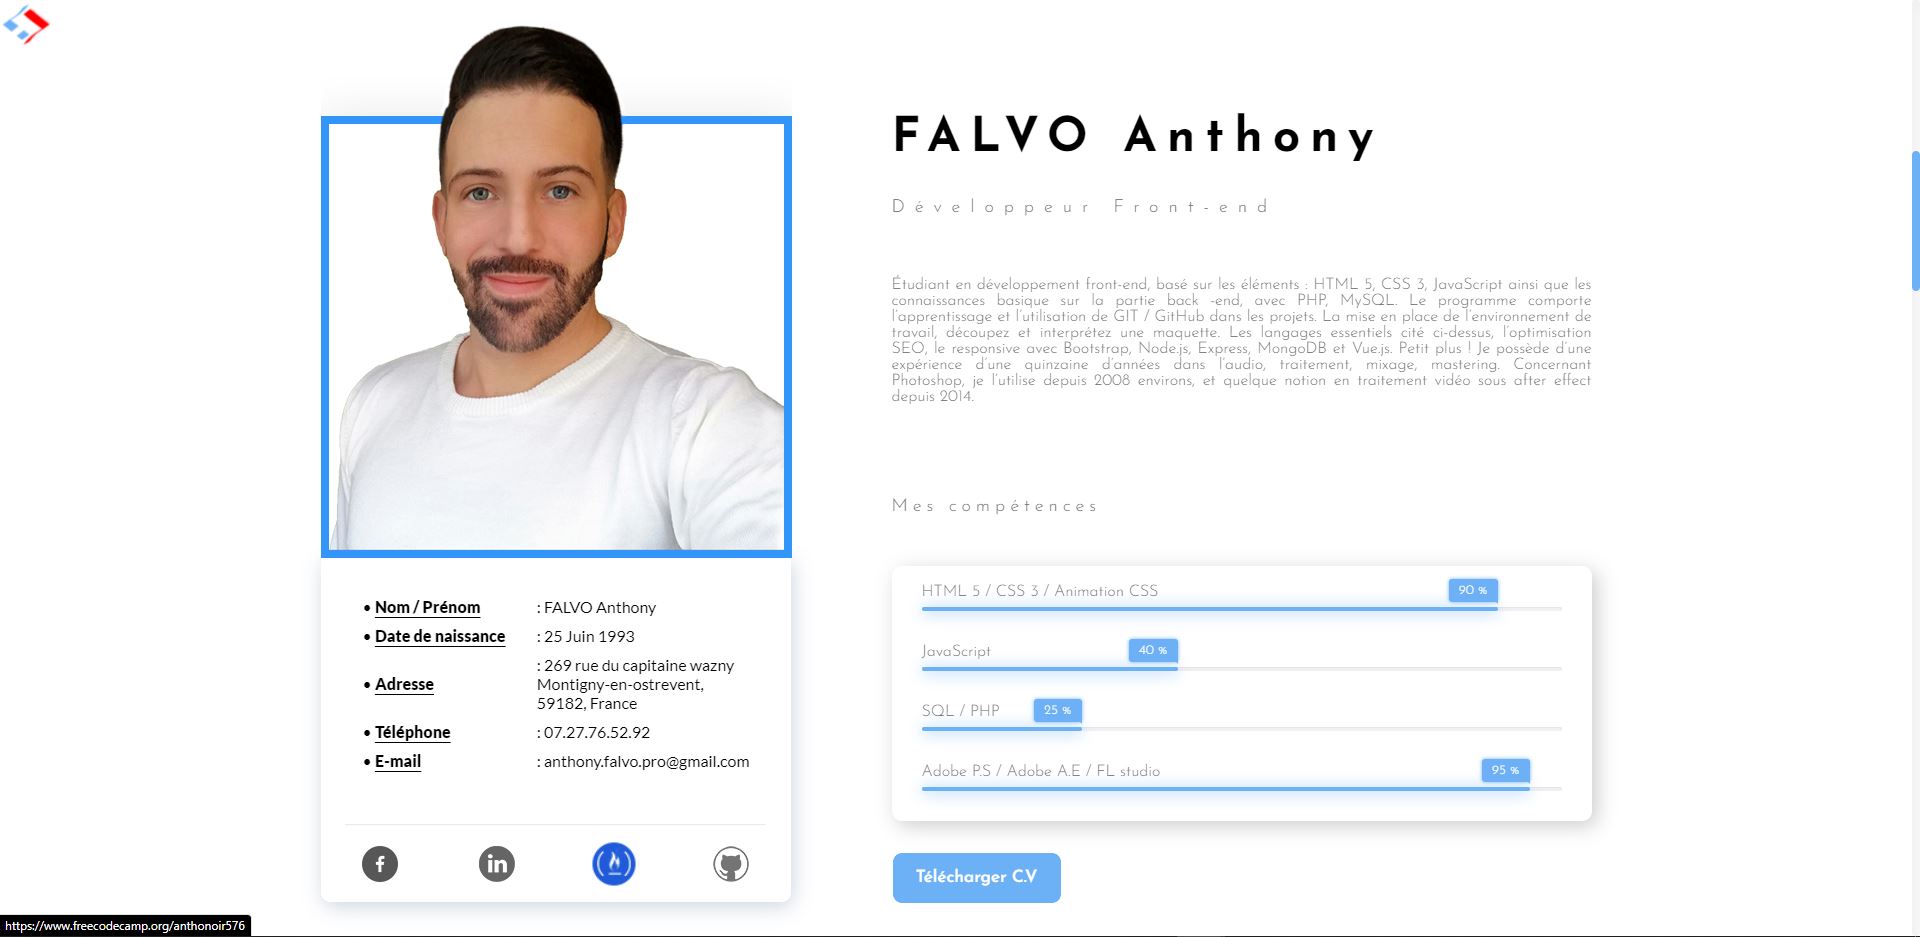 FALVO Anthony
Développeur Front-end
Étudiant en développement front-end, basé sur les éléments : HTML 5, CSS 3, JavaScript ainsi que les
connaissances basique sur la partie back -end, avec PHP, MySQL. Le programme comporte
l'apprentissage et l'utilisation de GIT / GitHub dans les projets. La mise en place de l'environnement de
travail, découpez et interprétez une maquette. Les langages essentiels cité ci-dessus, l'optimisation
SEO, le responsive avec Bootstrap, Node.js, Express, MongoDB et Vue.js. Petit plus ! Je possède d'une
expérience d'une quinzaine d'années dans l'audio, traitement, mixage, mastering. Concernant
Photoshop, je l'utilise depuis 2008 environs, et quelque notion en traitement vidéo sous after effect
depuis 2014.
Mes compétences
HTML 5 / CSS 3 / Animation CSS 90 %
JavaScript 40 %
SQL / PHP 25 %
Adobe P.S / Adobe A.E / FL studio 95 %
Télécharger C.V
• Nom / Prénom : FALVO Anthony
• Date de naissance : 25 Juin 1993
• Adresse : 269 rue du capitaine wazny
Montigny-en-ostrevent,
59182, France
• Téléphone : 07.27.76.52.92
• E-mail : anthony.falvo.pro@gmail.com
https://www.freecodecamp.org/anthonoir576